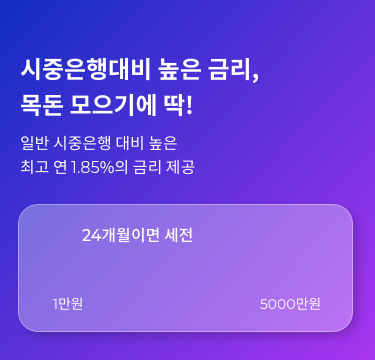 시중은행대비 높은 금리,
목돈 모으기에 딱!
일반 시중은행 대비 높은
최고 연 1.85%의 금리 제공
24개월이면 세전
1만원 5000만원